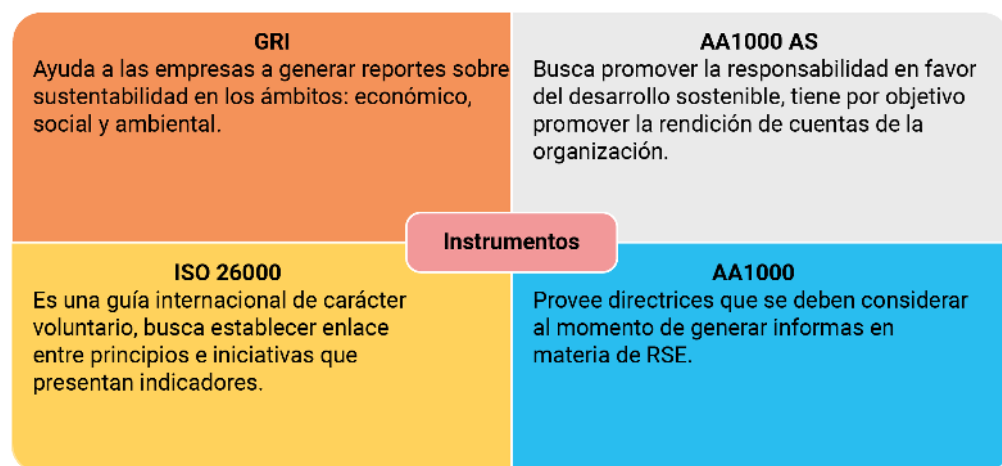 GRI
Ayuda a las empresas a generar reportes sobre
sustentabilidad en los ámbitos: económico,
social y ambiental.
AA1000 AS
Busca promover la responsabilidad en favor
del desarrollo sostenible, tiene por objetivo
promover la rendición de cuentas de la
organización.
Instrumentos
ISO 26000
Es una guía internacional de carácter
voluntario, busca establecer enlace
entre principios e iniciativas que
presentan indicadores.
AA1000
Provee directrices que se deben considerar
al momento de generar informas en
materia de RSE.